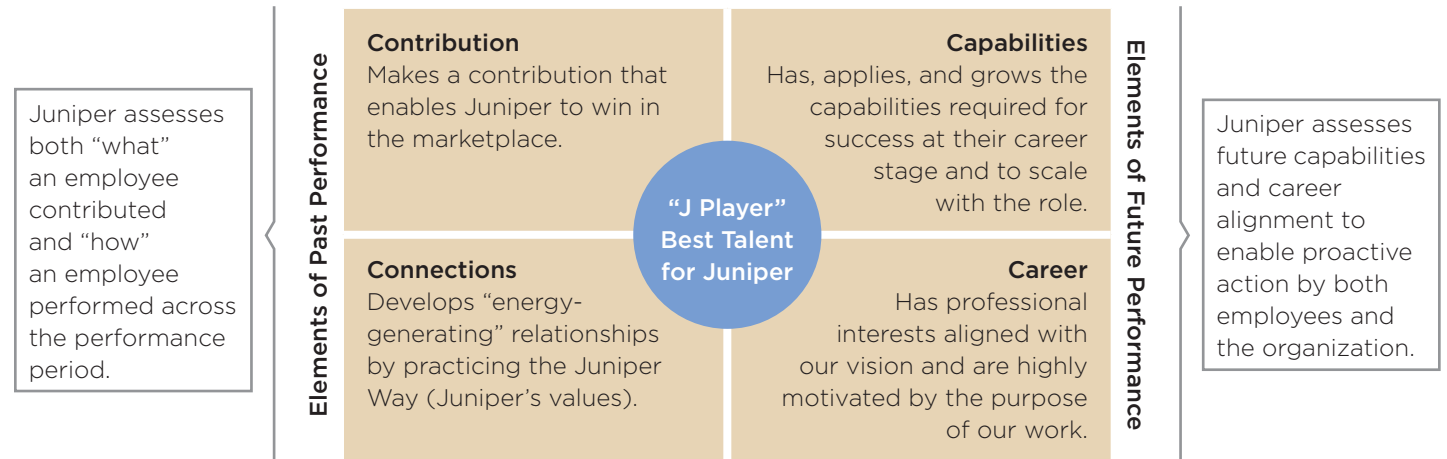 Juniper assesses
both “what”
an employee
contributed
and “how”
an employee
performed across
the performance
period.
Elements of Past Performance
Contribution
Makes a contribution that
enables Juniper to win in
the marketplace.
Capabilities
Has, applies, and grows the
capabilities required for
success at their career
stage and to scale
with the role.
“J Player”
Best Talent
for Juniper
Connections
Develops “energy-
generating” relationships
by practicing the Juniper
Way (Juniper’s values).
Career
Has professional
interests aligned with
our vision and are highly
motivated by the purpose
of our work.
Elements of Future Performance
Juniper assesses
future capabilities
and career
alignment to
enable proactive
action by both
employees and
the organization.